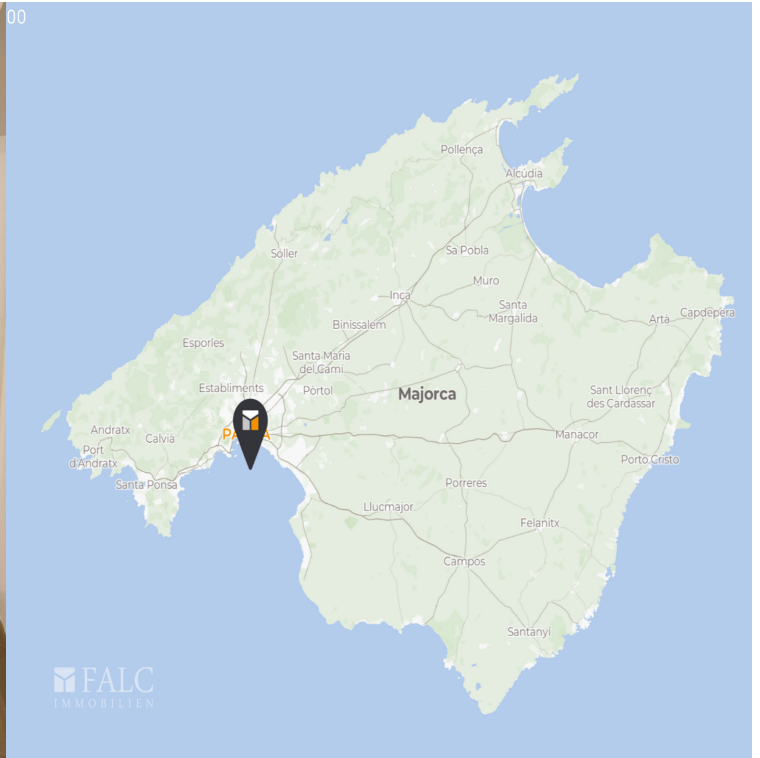 00
Pollença
Alcúdia
Sóller
Sa Pobla
Muro
Inca
Santa
Margalida
Binissalem
Artà
Capdepera
Esporles
Santa Maria
del Camí
Establiments
Pòrtol
Majorca
Sant Llorenç
des Cardassar
Andratx
Calvià
Manacor
Port
d'Andratx
Porto Cristo
Santa Ponsa
Porreres
Llucmajor
Felanitx
Campos
Santanyí
FALC
IMMOBILIEN